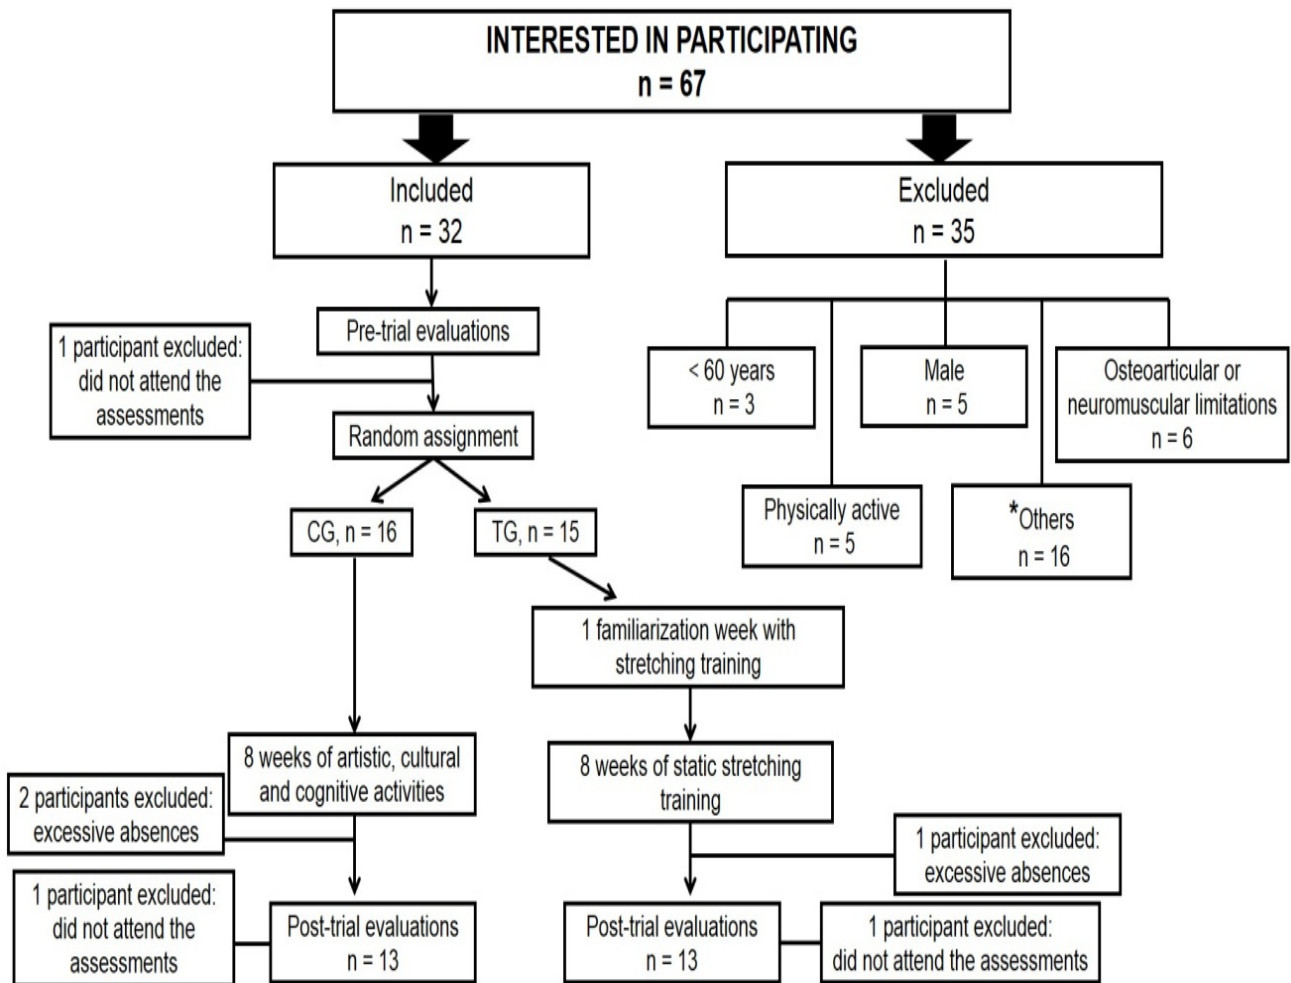 INTERESTED IN PARTICIPATING
n = 67
Included
n = 32
Excluded
n = 35
Pre-trial evaluations
1 participant excluded:
did not attend the
assessments
Random assignment
< 60 years
n = 3
Male
n = 5
Osteoarticular or
neuromuscular limitations
n = 6
Physically active
n = 5
*Others
n = 16
CG, n = 16
TG, n = 15
1 familiarization week with
stretching training
8 weeks of artistic, cultural
and cognitive activities
8 weeks of static stretching
training
2 participants excluded:
excessive absences
1 participant excluded:
excessive absences
1 participant excluded:
did not attend the
assessments
Post-trial evaluations
n = 13
Post-trial evaluations
n = 13
1 participant excluded:
did not attend the assessments